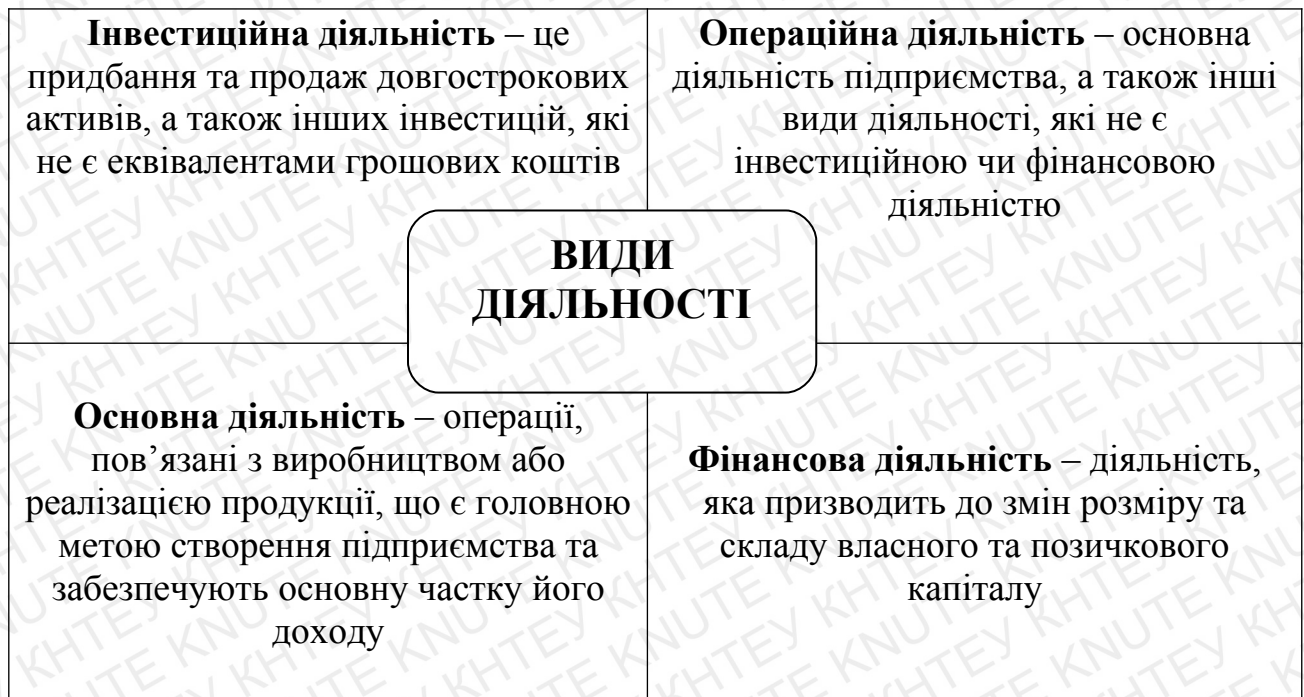 Інвестиційна діяльність – це
придбання та продаж довгострокових
активів, а також інших інвестицій, які
не є еквівалентами грошових коштів
Операційна діяльність – основна
діяльність підприємства, а також інші
види діяльності, які не є
інвестиційною чи фінансовою
діяльністю
ВИДИ
ДІЯЛЬНОСТІ
Основна діяльність – операції,
пов’язані з виробництвом або
реалізацією продукції, що є головною
метою створення підприємства та
забезпечують основну частку його
доходу
Фінансова діяльність – діяльність,
яка призводить до змін розміру та
складу власного та позичкового
капіталу